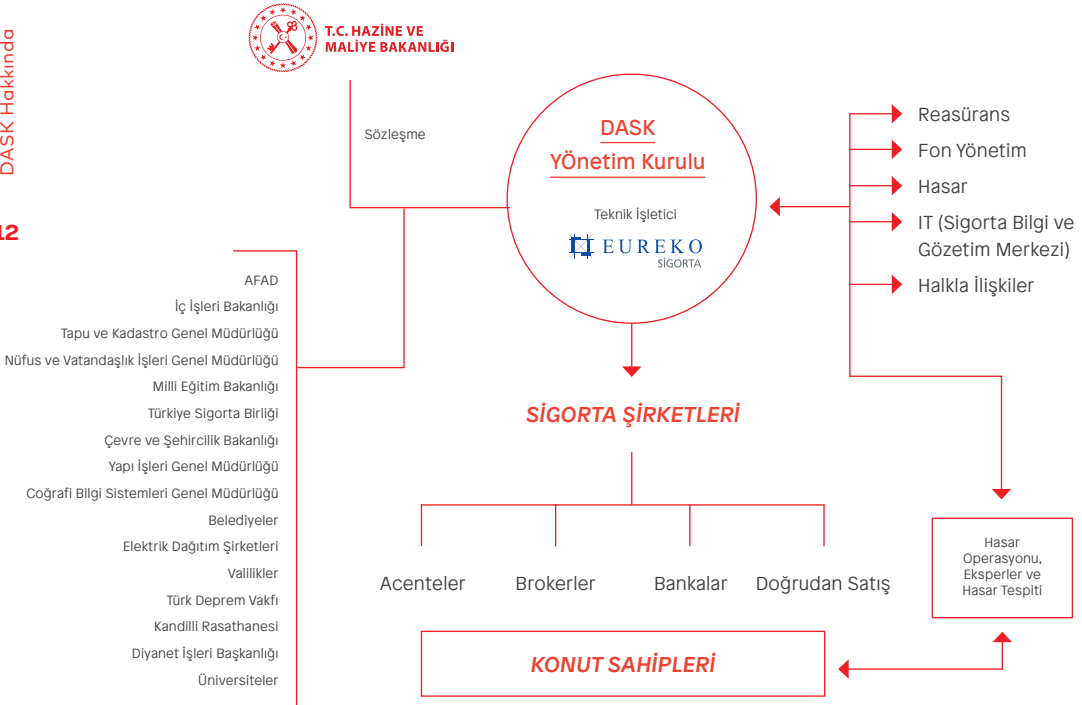 DASK Hakkında
12
T.C. HAZİNE VE
MALİYE BAKANLIĞI
Sözleşme
DASK
YÖnetim Kurulu
Teknik İşletici
EUREKO
SİGORTA
Reasürans
Fon Yönetim
Hasar
IT (Sigorta Bilgi ve
Gözetim Merkezi)
Halkla İlişkiler
AFAD
İç İşleri Bakanlığı
Tapu ve Kadastro Genel Müdürlüğü
Nüfus ve Vatandaşlık İşleri Genel Müdürlüğü
Milli Eğitim Bakanlığı
Türkiye Sigorta Birliği
Çevre ve Şehircilik Bakanlığı
Yapı İşleri Genel Müdürlüğü
Coğrafi Bilgi Sistemleri Genel Müdürlüğü
Belediyeler
Elektrik Dağıtım Şirketleri
Valilikler
Türk Deprem Vakfı
Kandilli Rasathanesi
Diyanet İşleri Başkanlığı
Üniversiteler
SİGORTA ŞİRKETLERİ
Acenteler
Brokerler
Bankalar
Doğrudan Satış
Hasar
Operasyonu,
Eksperler ve
Hasar Tespiti
KONUT SAHİPLERİ